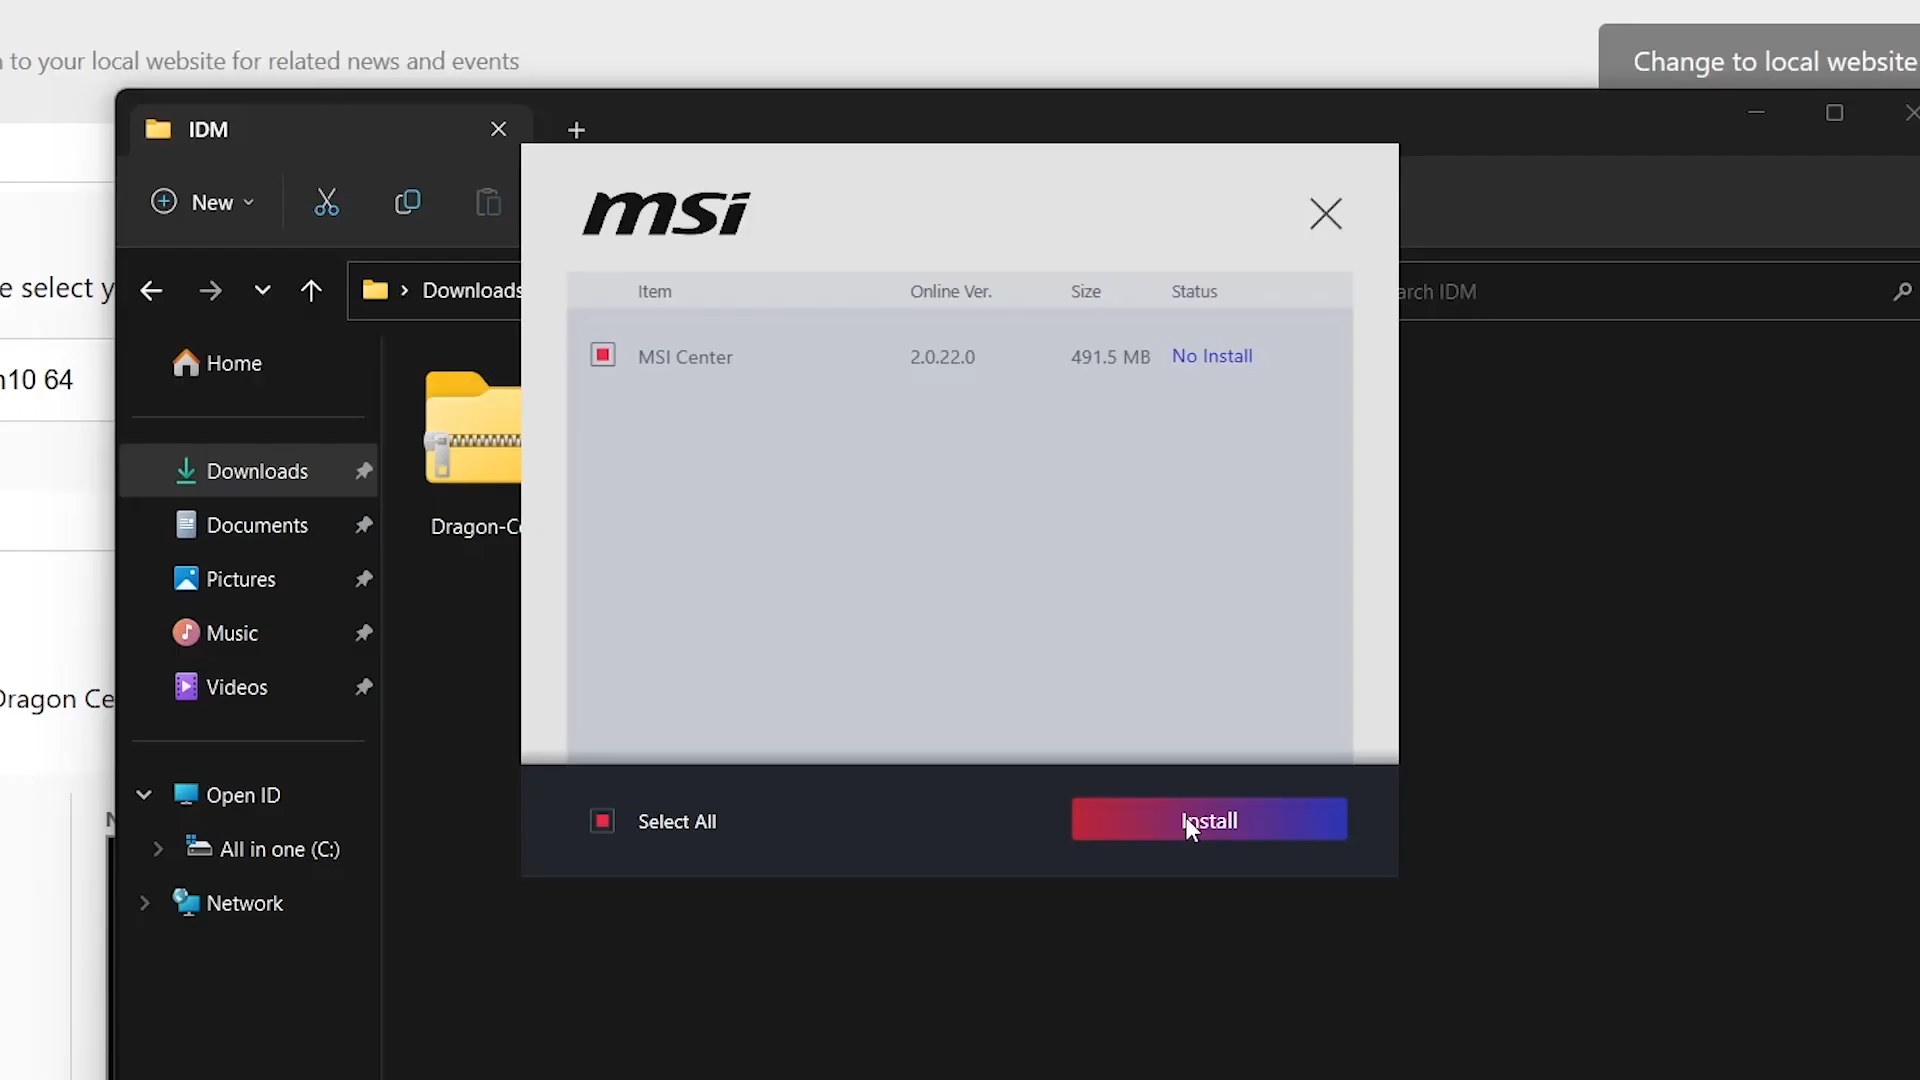 to your local website for related news and events
Change to local website
IDM
New
msi
Item Online Ver. Size Status
MSI Center 2.0.22.0 491.5 MB No Install
e select y
Downloads
arch IDM
Home
10 64
Downloads
Documents
Dragon-Ce
Pictures
Music
Videos
Dragon Ce
Open ID
Select All
Install
All in one (C:)
Network